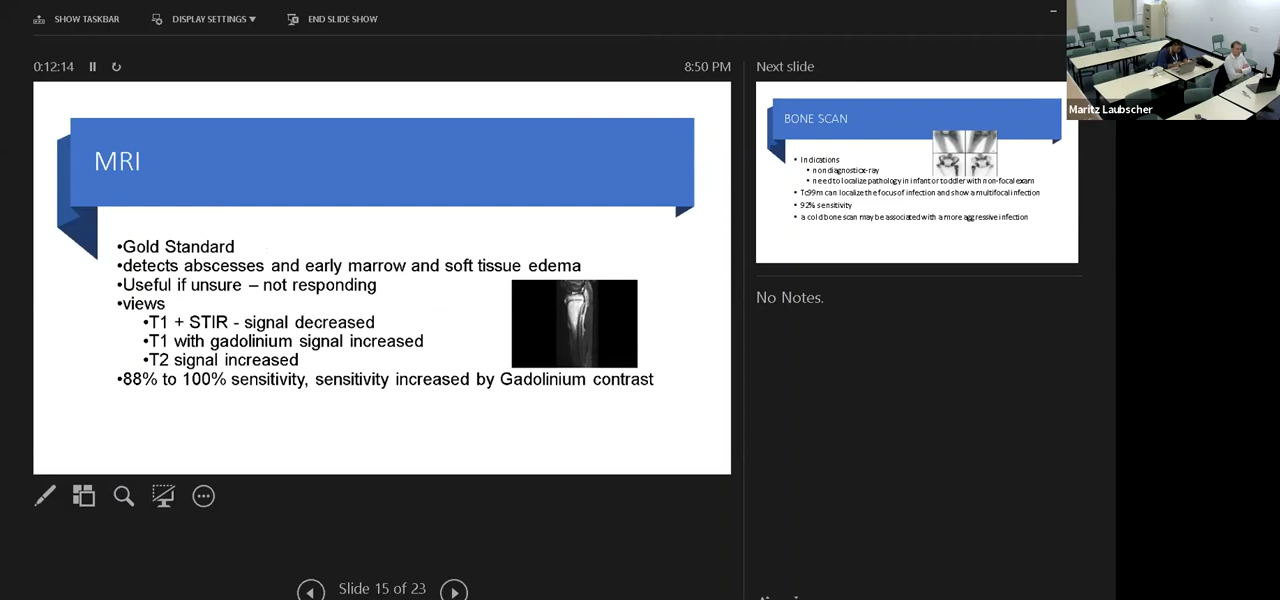 SHOW TASKBAR
DISPLAY SETTINGS ▼
END SLIDE SHOW
0:12:14
8:50 PM
MRI
•Gold Standard
•detects abscesses and early marrow and soft tissue edema
•Useful if unsure – not responding
•views
•T1 + STIR - signal decreased
•T1 with gadolinium signal increased
•T2 signal increased
•88% to 100% sensitivity, sensitivity increased by Gadolinium contrast
Slide 15 of 23
Next slide
BONE SCAN
• Indications
• nondiagnostic x-ray
• need to localize pathology in infant or toddler with non-focal exam
• Tc99m can localize the focus of infection and show a multifocal infection
• 92% sensitivity
• a cold bone scan may be associated with a more aggressive infection
No Notes.
Maritz Laubscher